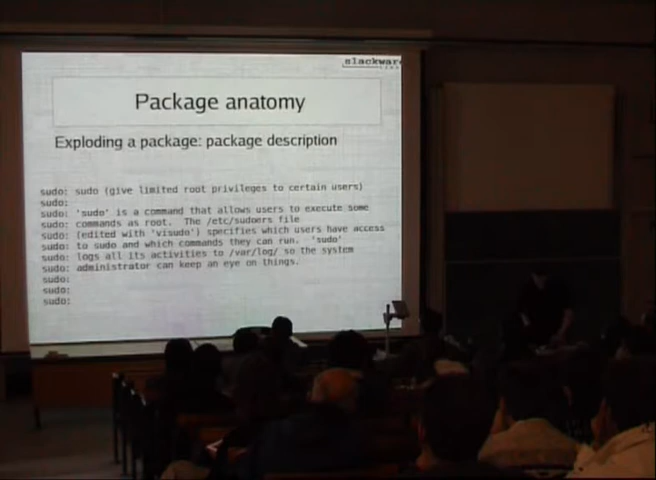 slackware
Package anatomy
Exploding a package: package description
sudo: sudo (give limited root privileges to certain users)
sudo:
sudo: 'sudo' is a command that allows users to execute some
sudo: commands as root.  The /etc/sudoers file
sudo: (edited with 'visudo') specifies which users have access
sudo: to sudo and which commands they can run.  'sudo'
sudo: logs all its activities to /var/log/ so the system
sudo: administrator can keep an eye on things.
sudo:
sudo:
sudo: